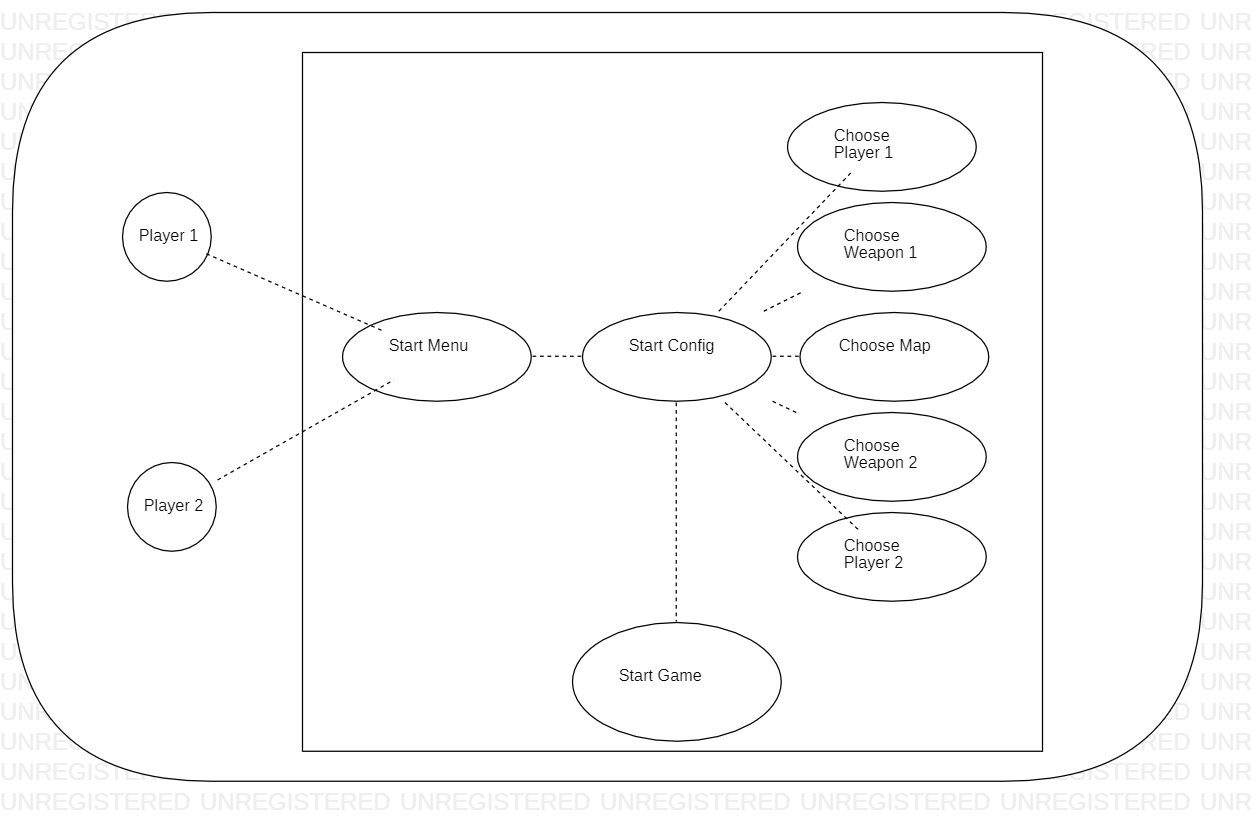 Choose
Player 1
Player 1
Choose
Weapon 1
Start Menu
Start Config
Choose Map
Choose
Weapon 2
Player 2
Choose
Player 2
Start Game
UNREGISTERED UNREGISTERED UNREGISTERED UNREGISTERED UNREGISTERED UNREGISTERED UNR